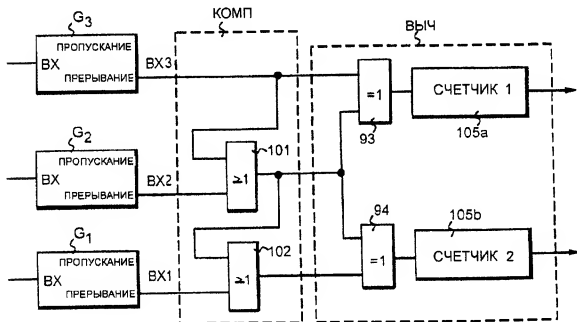 КОМП
ВЫЧ
G3
ПРОПУСКАНИЕ
ВХ
ПРЕРЫВАНИЕ
ВХ3
=1
93
СЧЕТЧИК 1
105a
G2
ПРОПУСКАНИЕ
ВХ
ПРЕРЫВАНИЕ
ВХ2
101
≥1
G1
ПРОПУСКАНИЕ
ВХ
ПРЕРЫВАНИЕ
ВХ1
102
≥1
94
=1
105b
СЧЕТЧИК 2